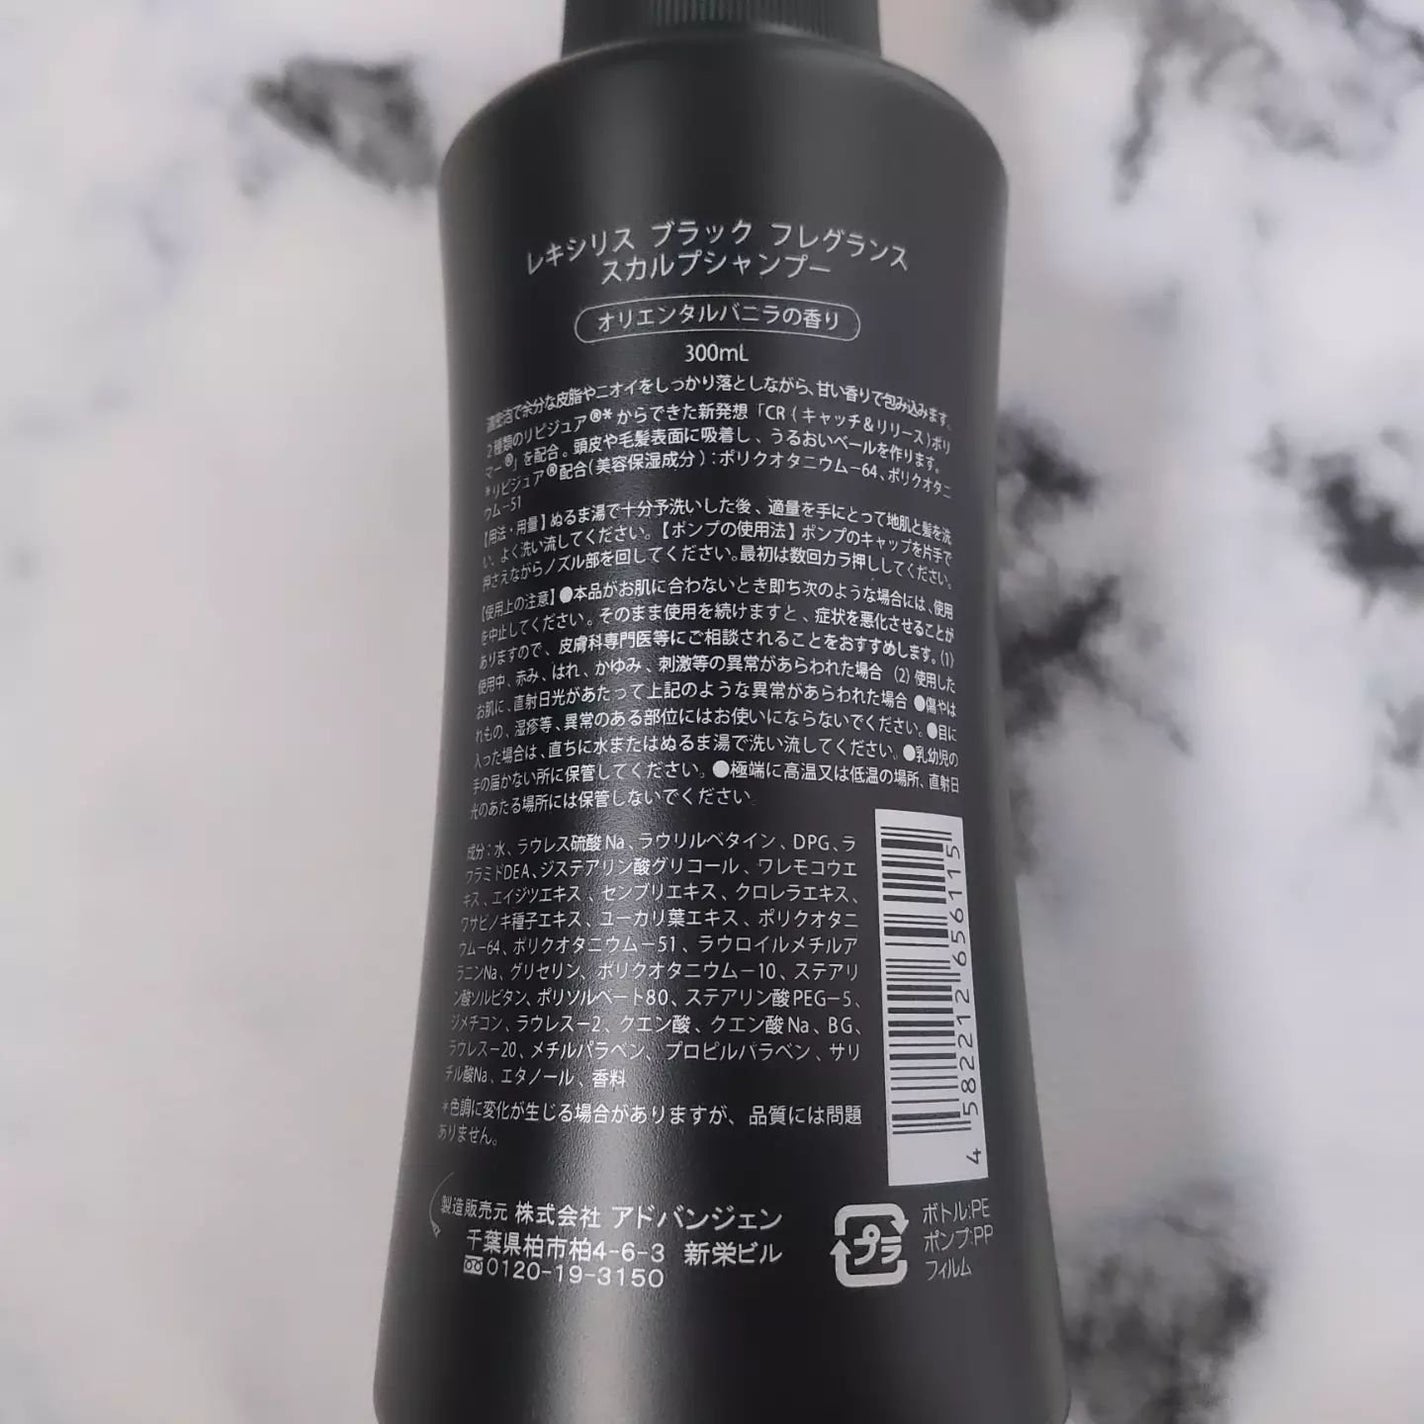 レキシリス ブラック フレグランス
スカルプシャンプー
オリエンタルバニラの香り
300mL
濃密泡で余分な皮脂やニオイをしっかり落としながら、甘い香りで包み込みます。
2種類のリピジュア®*からできた新発想「CR(キャッチ&リリース)ポリ
マー®」を配合。頭皮や毛髪表面に吸着し、うるおいベールを作ります。
*リピジュア®配合(美容保湿成分):ポリクオタニウム-64、ポリクオタニ
ウム-51
【用法・用量】ぬるま湯で十分予洗いした後、適量を手にとって地肌と髪を洗
い、よく洗い流してください。【ポンプの使用法】ポンプのキャップを片手で
押さえながらノズル部を回してください。最初は数回カラ押ししてください。
【使用上の注意】●本品がお肌に合わないとき即ち次のような場合には、使用
を中止してください。そのまま使用を続けますと、症状を悪化させることが
ありますので、皮膚科専門医等にご相談されることをおすすめします。(1)
使用中、赤み、はれ、かゆみ、刺激等の異常があらわれた場合 (2)使用した
お肌に、直射日光があたって上記のような異常があらわれた場合 ●傷やは
れもの、湿疹等、異常のある部位にはお使いにならないでください。●目に
入った場合は、直ちに水またはぬるま湯で洗い流してください。●乳幼児の
手の届かない所に保管してください。●極端に高温又は低温の場所、直射日
光のあたる場所には保管しないでください。
成分:水、ラウレス硫酸Na、ラウリルベタイン、DPG、ラ
ウラミドDEA、ジステアリン酸グリコール、ワレモコウエ
キス、エイジツエキス、センブリエキス、クロレラエキス、
ワサビノキ種子エキス、ユーカリ葉エキス、ポリクオタニ
ウム-64、ポリクオタニウム-51、ラウロイルメチルア
ラニンNa、グリセリン、ポリクオタニウム-10、ステアリ
ン酸ソルビタン、ポリソルベート80、ステアリン酸PEG-5、
ジメチコン、ラウレス-2、クエン酸、クエン酸Na、BG、
ラウレス-20、メチルパラベン、プロピルパラベン、サリ
チル酸Na、エタノール、香料
*色調に変化が生じる場合がありますが、品質には問題
ありません。
4 582212 656115
製造販売元 株式会社 アドバンジェン
千葉県柏市柏4-6-3 新栄ビル
0120-19-3150
プラ
ボトル:PE
ポンプ:PP
フィルム